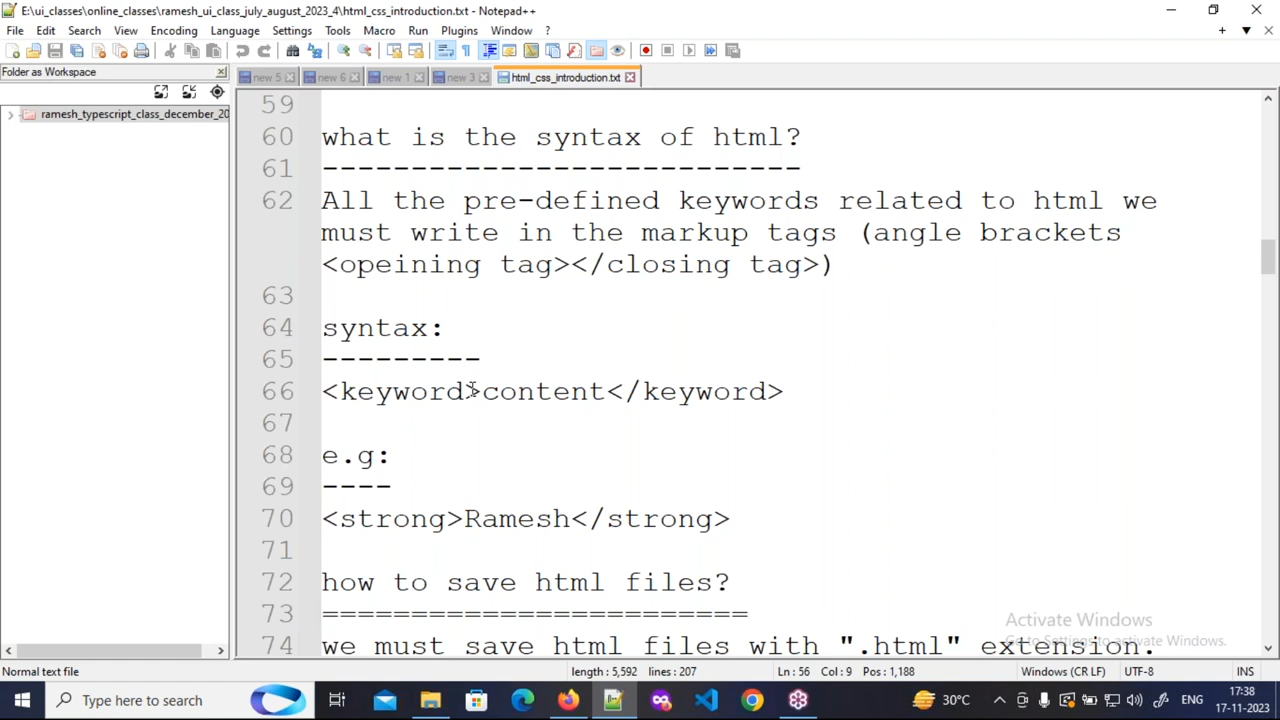 E:\ui_classes\online_classes\ramesh_ui_class_july_august_2023_4\html_css_introduction.txt - Notepad++
File Edit Search View Encoding Language Settings Tools Macro Run Plugins Window ?
Folder as Workspace
new 5 new 6 new 1 new 3 html_css_introduction.txt
ramesh_typescript_class_december_20
59
60 what is the syntax of html?
61 ---------------------------
62 All the pre-defined keywords related to html we
must write in the markup tags (angle brackets
<opeining tag></closing tag>)
63
64 syntax:
65 ---------
66 <keyword>content</keyword>
67
68 e.g:
69 ----
70 <strong>Ramesh</strong>
71
72 how to save html files?
73 ========================
74 we must save html files with ".html" extension.
Activate Windows
Go to Settings to activate Windows.
Normal text file length : 5,592 lines : 207 Ln : 56 Col : 9 Pos : 1,188 Windows (CR LF) UTF-8 INS
Type here to search 30°C ENG 17:38
17-11-2023